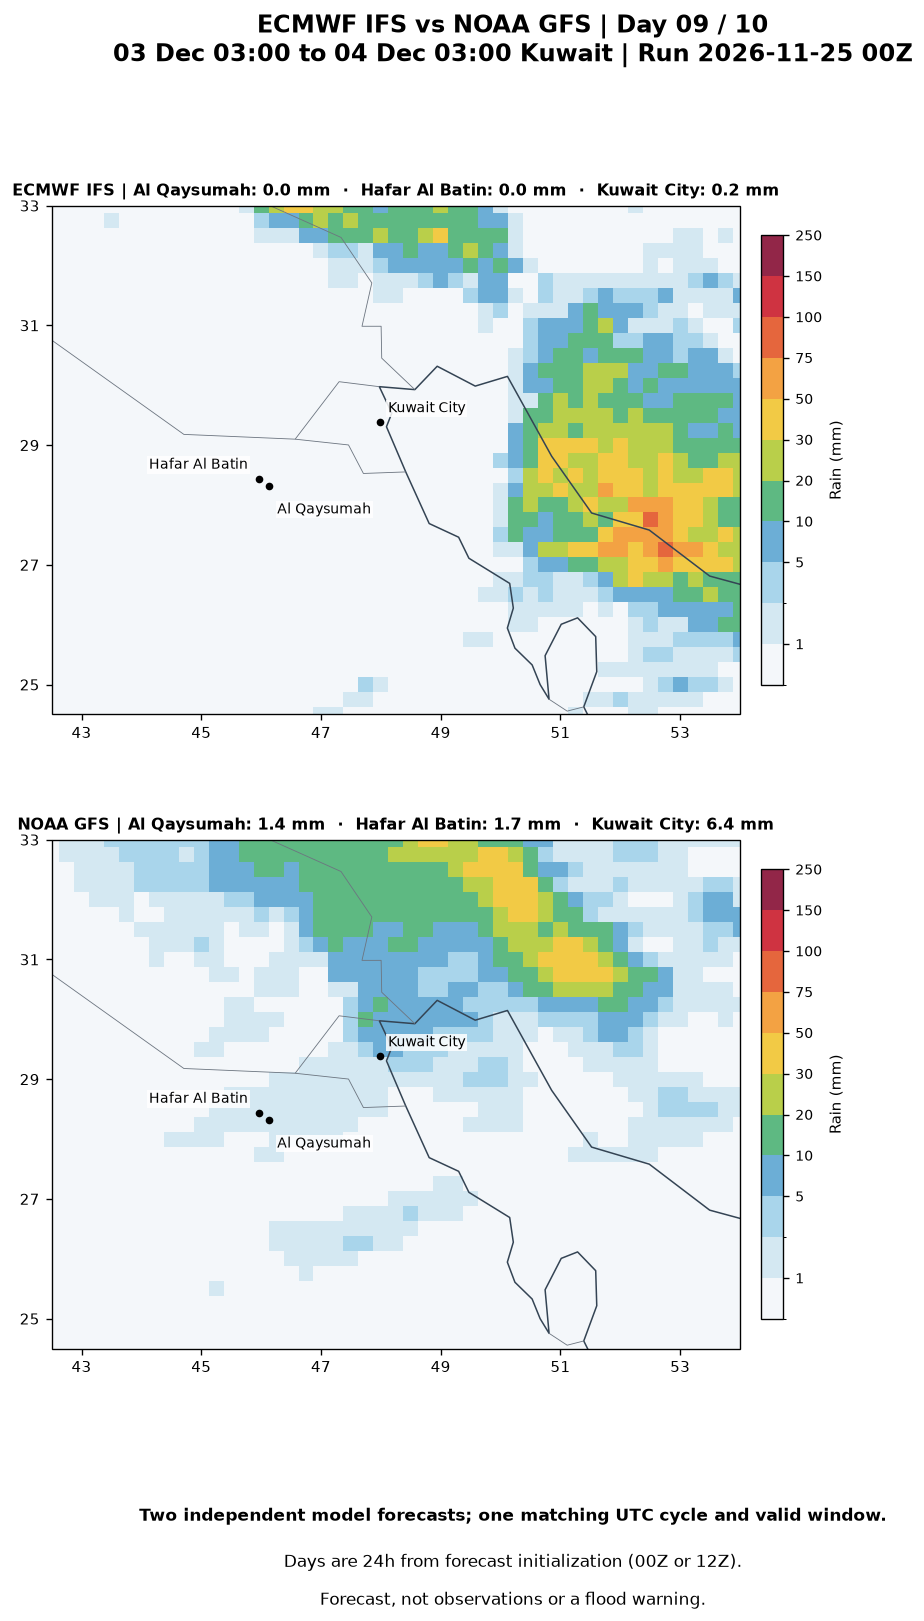 ECMWF IFS vs NOAA GFS | Day 09 / 10
03 Dec 03:00 to 04 Dec 03:00 Kuwait | Run 2026-11-25 00Z
ECMWF IFS | Al Qaysumah: 0.0 mm · Hafar Al Batin: 0.0 mm · Kuwait City: 0.2 mm
33
31
29
27
25
Kuwait City
Hafar Al Batin
Al Qaysumah
43 45 47 49 51 53
250
150
100
75
50
30
20
10
5
1
Rain (mm)
NOAA GFS | Al Qaysumah: 1.4 mm · Hafar Al Batin: 1.7 mm · Kuwait City: 6.4 mm
33
31
29
27
25
Kuwait City
Hafar Al Batin
Al Qaysumah
43 45 47 49 51 53
250
150
100
75
50
30
20
10
5
1
Rain (mm)
Two independent model forecasts; one matching UTC cycle and valid window.
Days are 24h from forecast initialization (00Z or 12Z).
Forecast, not observations or a flood warning.